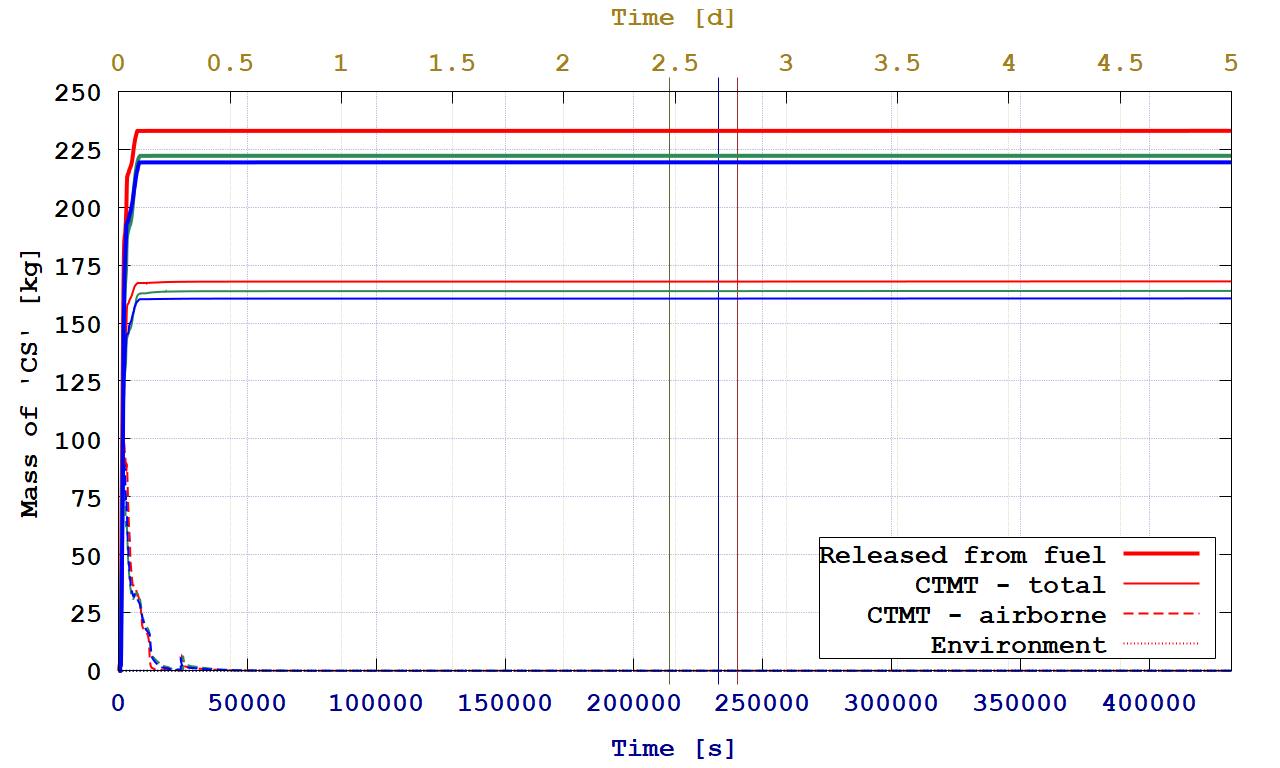 Time [d]
0 0.5 1 1.5 2 2.5 3 3.5 4 4.5 5
250
225
200
175
150
125
100
75
50
25
0
Mass of 'CS' [kg]
Released from fuel
CTMT - total
CTMT - airborne
Environment
0 50000 100000 150000 200000 250000 300000 350000 400000
Time [s]